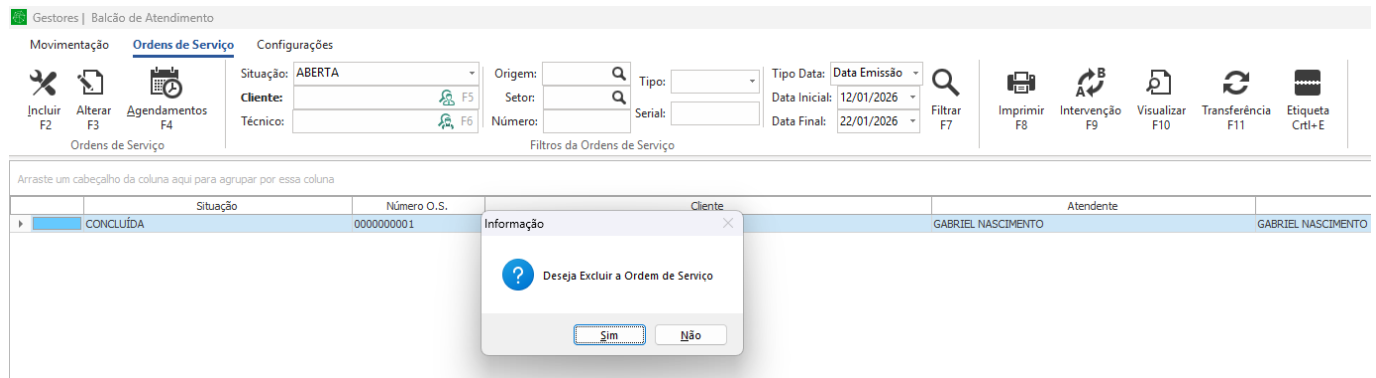 Gestores | Balcão de Atendimento
Movimentação Ordens de Serviço Configurações
Situação: ABERTA Origem: Tipo: Tipo Data: Data Emissão
Cliente: F5 Setor: Serial: Data Inicial: 12/01/2026
Técnico: F6 Número: Data Final: 22/01/2026
Incluir Alterar Agendamentos Filtrar Imprimir Intervenção Visualizar Transferência Etiqueta
F2 F3 F4 F7 F8 F9 F10 F11 Crtl+E
Ordens de Serviço Filtros da Ordens de Serviço
Arraste um cabeçalho da coluna aqui para agrupar por essa coluna
Situação Número O.S. Cliente Atendente
CONCLUÍDA 0000000001 GABRIEL NASCIMENTO GABRIEL NASCIMENTO
Informação
Deseja Excluir a Ordem de Serviço
Sim Não